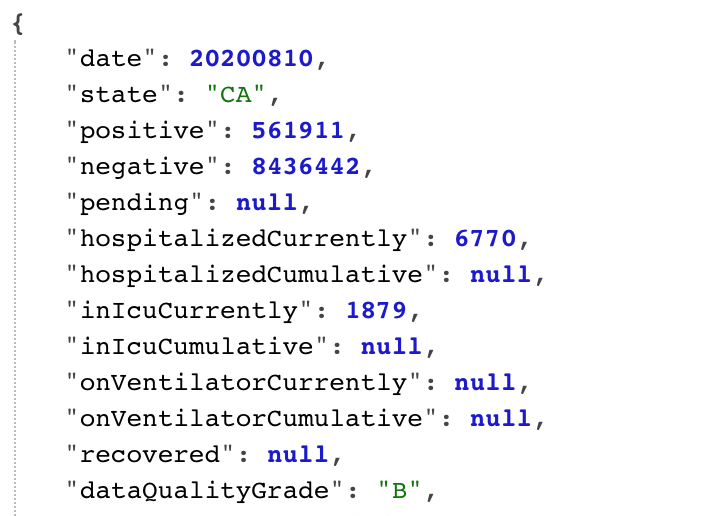 {
"date": 20200810,
"state": "CA",
"positive": 561911,
"negative": 8436442,
"pending": null,
"hospitalizedCurrently": 6770,
"hospitalizedCumulative": null,
"inIcuCurrently": 1879,
"inIcuCumulative": null,
"onVentilatorCurrently": null,
"onVentilatorCumulative": null,
"recovered": null,
"dataQualityGrade": "B",